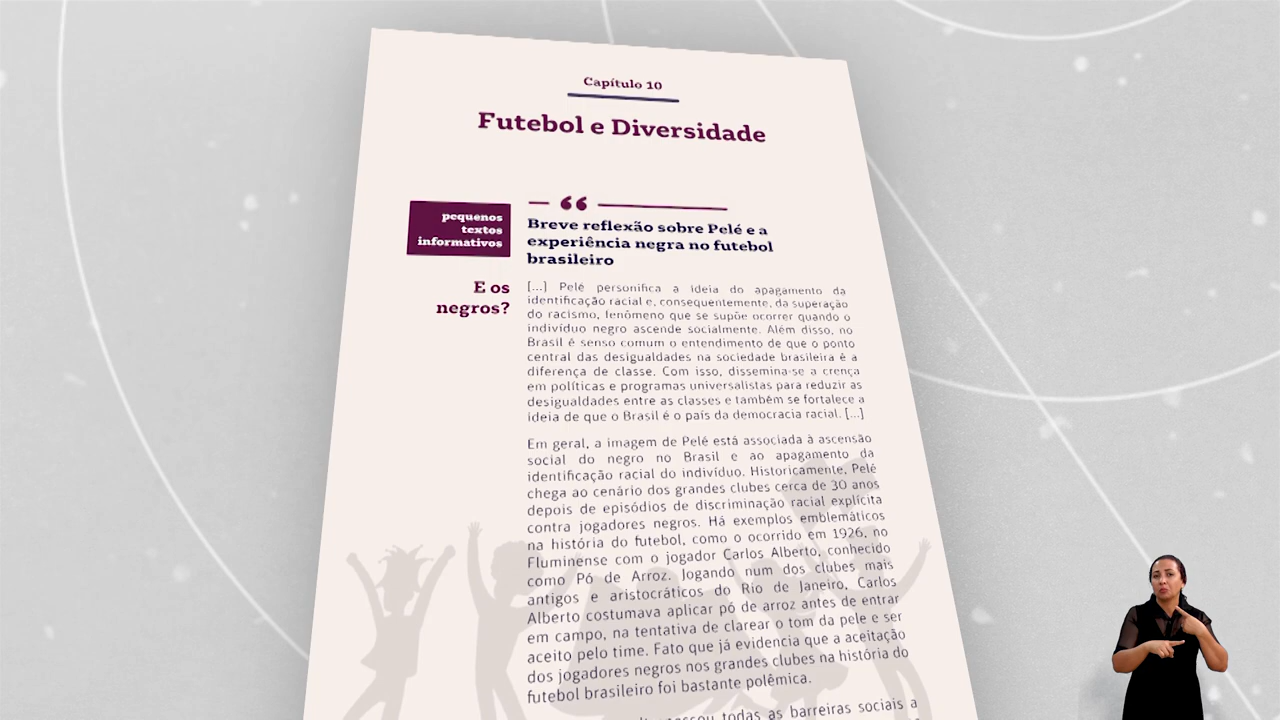 Capítulo 10
Futebol e Diversidade
pequenos
textos
informativos
E os
negros?
“
Breve reflexão sobre Pelé e a
experiência negra no futebol
brasileiro
[...] Pelé personifica a ideia do apagamento da
identificação racial e, consequentemente, da superação
do racismo, fenômeno que se supõe ocorrer quando o
indivíduo negro ascende socialmente. Além disso, no
Brasil é senso comum o entendimento de que o ponto
central das desigualdades na sociedade brasileira é a
diferença de classe. Com isso, dissemina-se a crença
em políticas e programas universalistas para reduzir as
desigualdades entre as classes e também se fortalece a
ideia de que o Brasil é o país da democracia racial. [...]
Em geral, a imagem de Pelé está associada à ascensão
social do negro no Brasil e ao apagamento da
identificação racial do indivíduo. Historicamente, Pelé
chega ao cenário dos grandes clubes cerca de 30 anos
depois de episódios de discriminação racial explícita
contra jogadores negros. Há exemplos emblemáticos
na história do futebol, como o ocorrido em 1926, no
Fluminense com o jogador Carlos Alberto, conhecido
como Pó de Arroz. Jogando num dos clubes mais
antigos e aristocráticos do Rio de Janeiro, Carlos
Alberto costumava aplicar pó de arroz antes de entrar
em campo, na tentativa de clarear o tom da pele e ser
aceito pelo time. Fato que já evidencia que a aceitação
dos jogadores negros nos grandes clubes na história do
futebol brasileiro foi bastante polêmica.
todas as barreiras sociais a